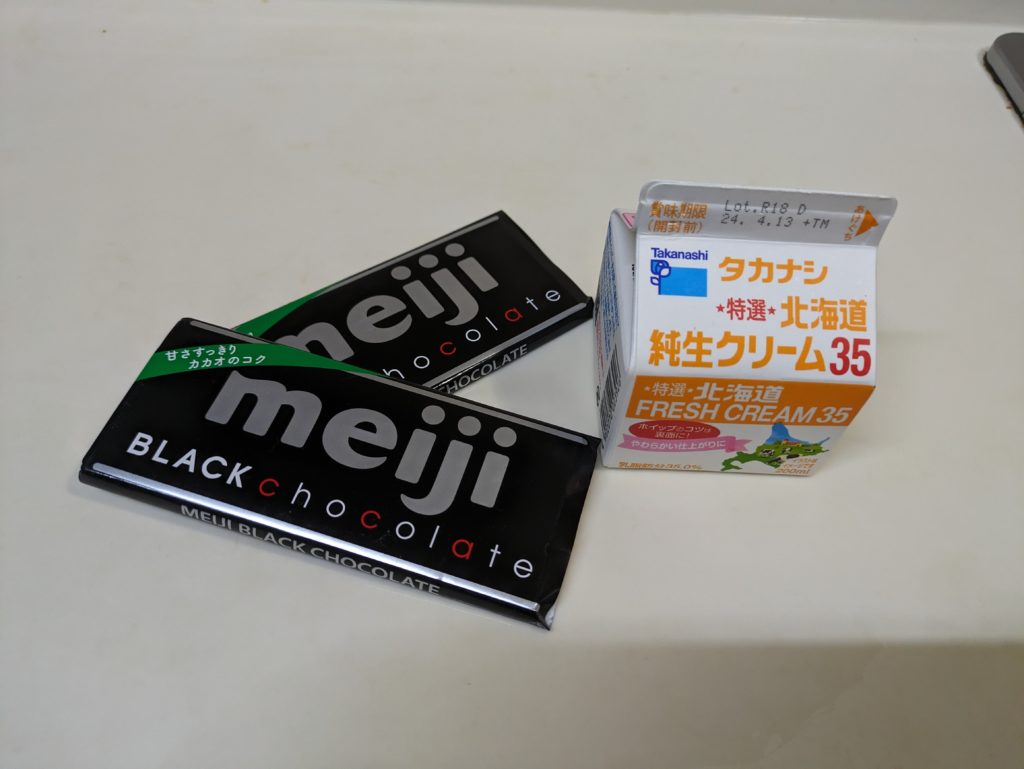 meiji
chocolate
CHOCOLATE
甘さすっきり
カカオのコク
meiji
BLACK chocolate
MEIJI BLACK CHOCOLATE
賞味期限
(開封前)
Lot.R18 D
24. 4.13 +TM
あけぐち
Takanashi
タカナシ
★特選★北海道
純生クリーム35
★特選★北海道
FRESH CREAM 35
ホイップのコツは
裏面に!
やわらかい仕上がりに
乳脂肪分35.0%
200ml